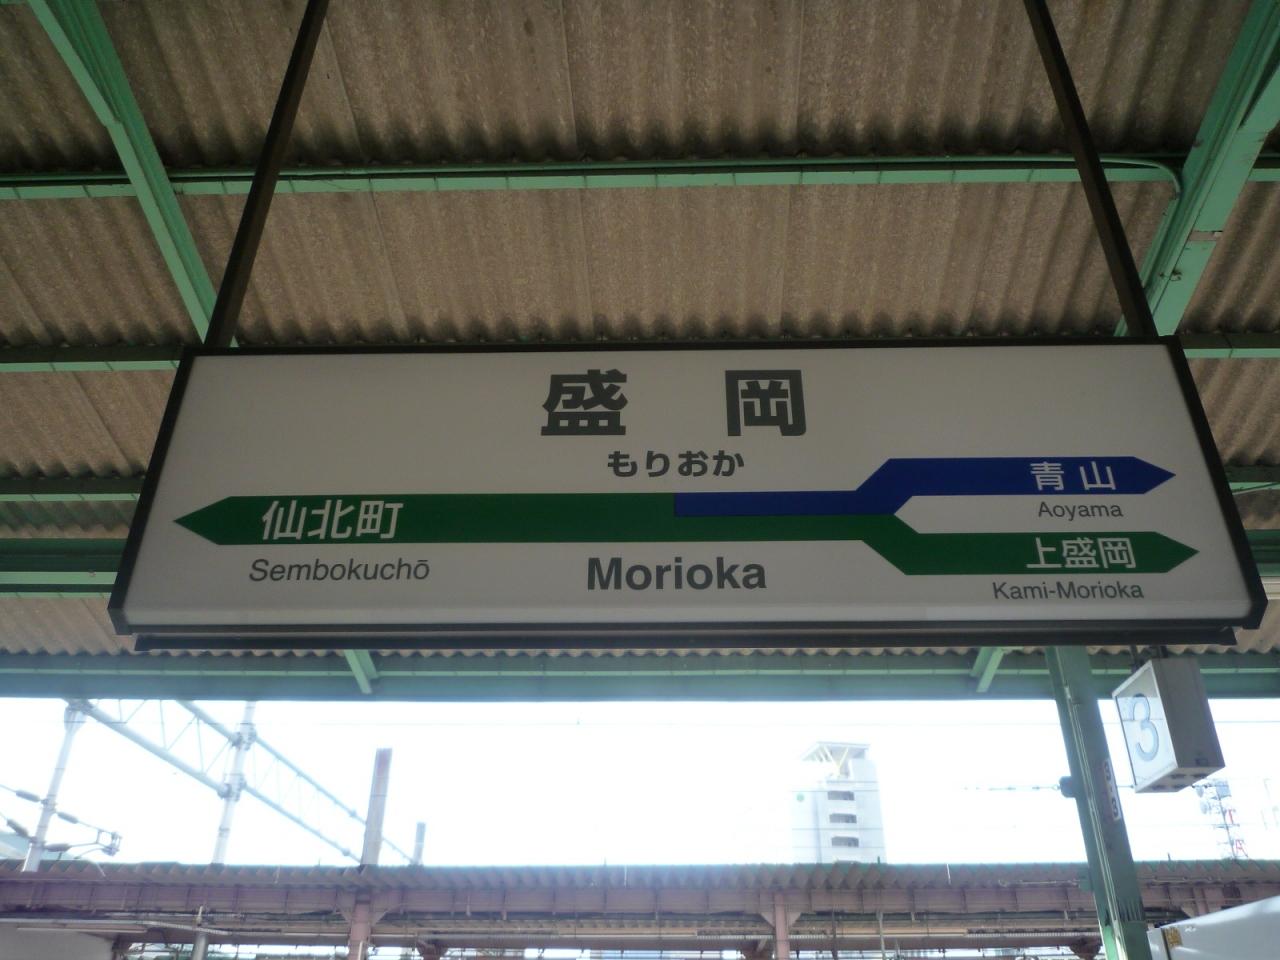 盛岡
もりおか
青山
Aoyama
仙北町
Sembokuchō
Morioka
上盛岡
Kami-Morioka
3